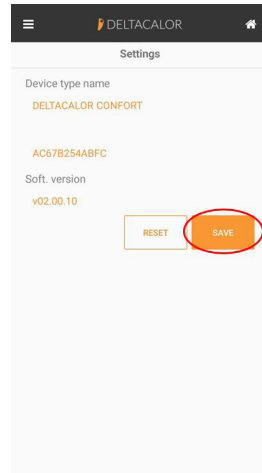 DELTACALOR
Settings
Device type name
DELTACALOR CONFORT
AC67B254ABFC
Soft. version
v02.00.10
RESET SAVE